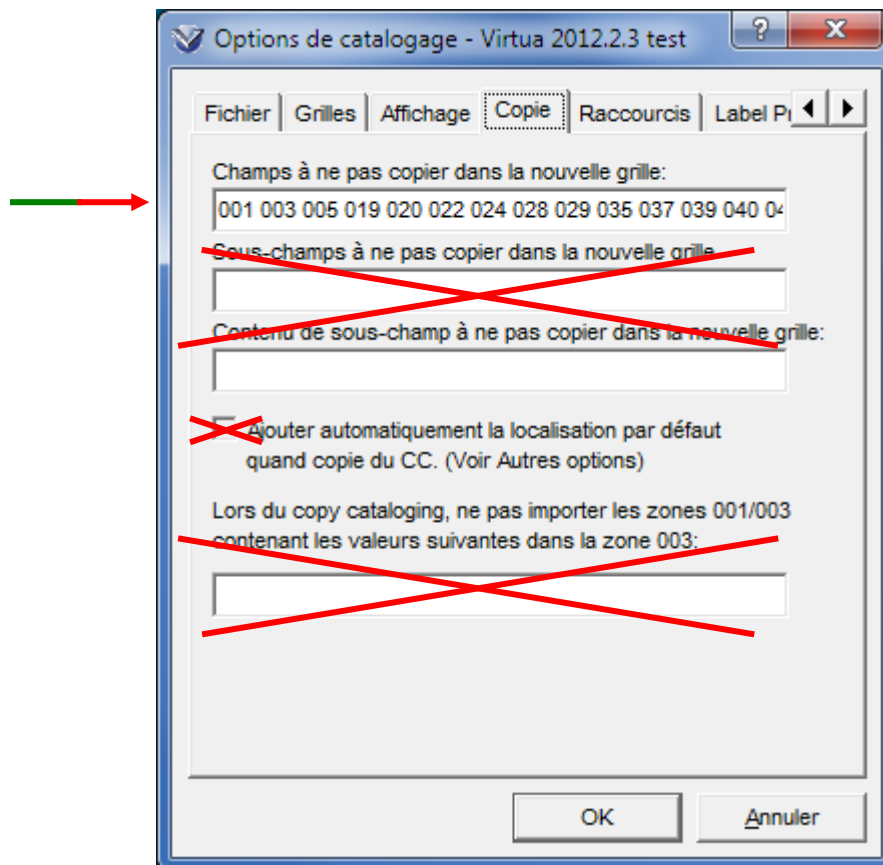 Options de catalogage - Virtua 2012.2.3 test
Fichier Grilles Affichage Copie Raccourcis Label
Champs à ne pas copier dans la nouvelle grille:
001 003 005 019 020 022 024 028 029 035 037 039 040
Sous-champs à ne pas copier dans la nouvelle grille
Contenu de sous-champ à ne pas copier dans la nouvelle grille:
Ajouter automatiquement la localisation par défaut
quand copie du CC. (Voir Autres options)
Lors du copy cataloging, ne pas importer les zones 001/003
contenant les valeurs suivantes dans la zone 003:
OK Annuler